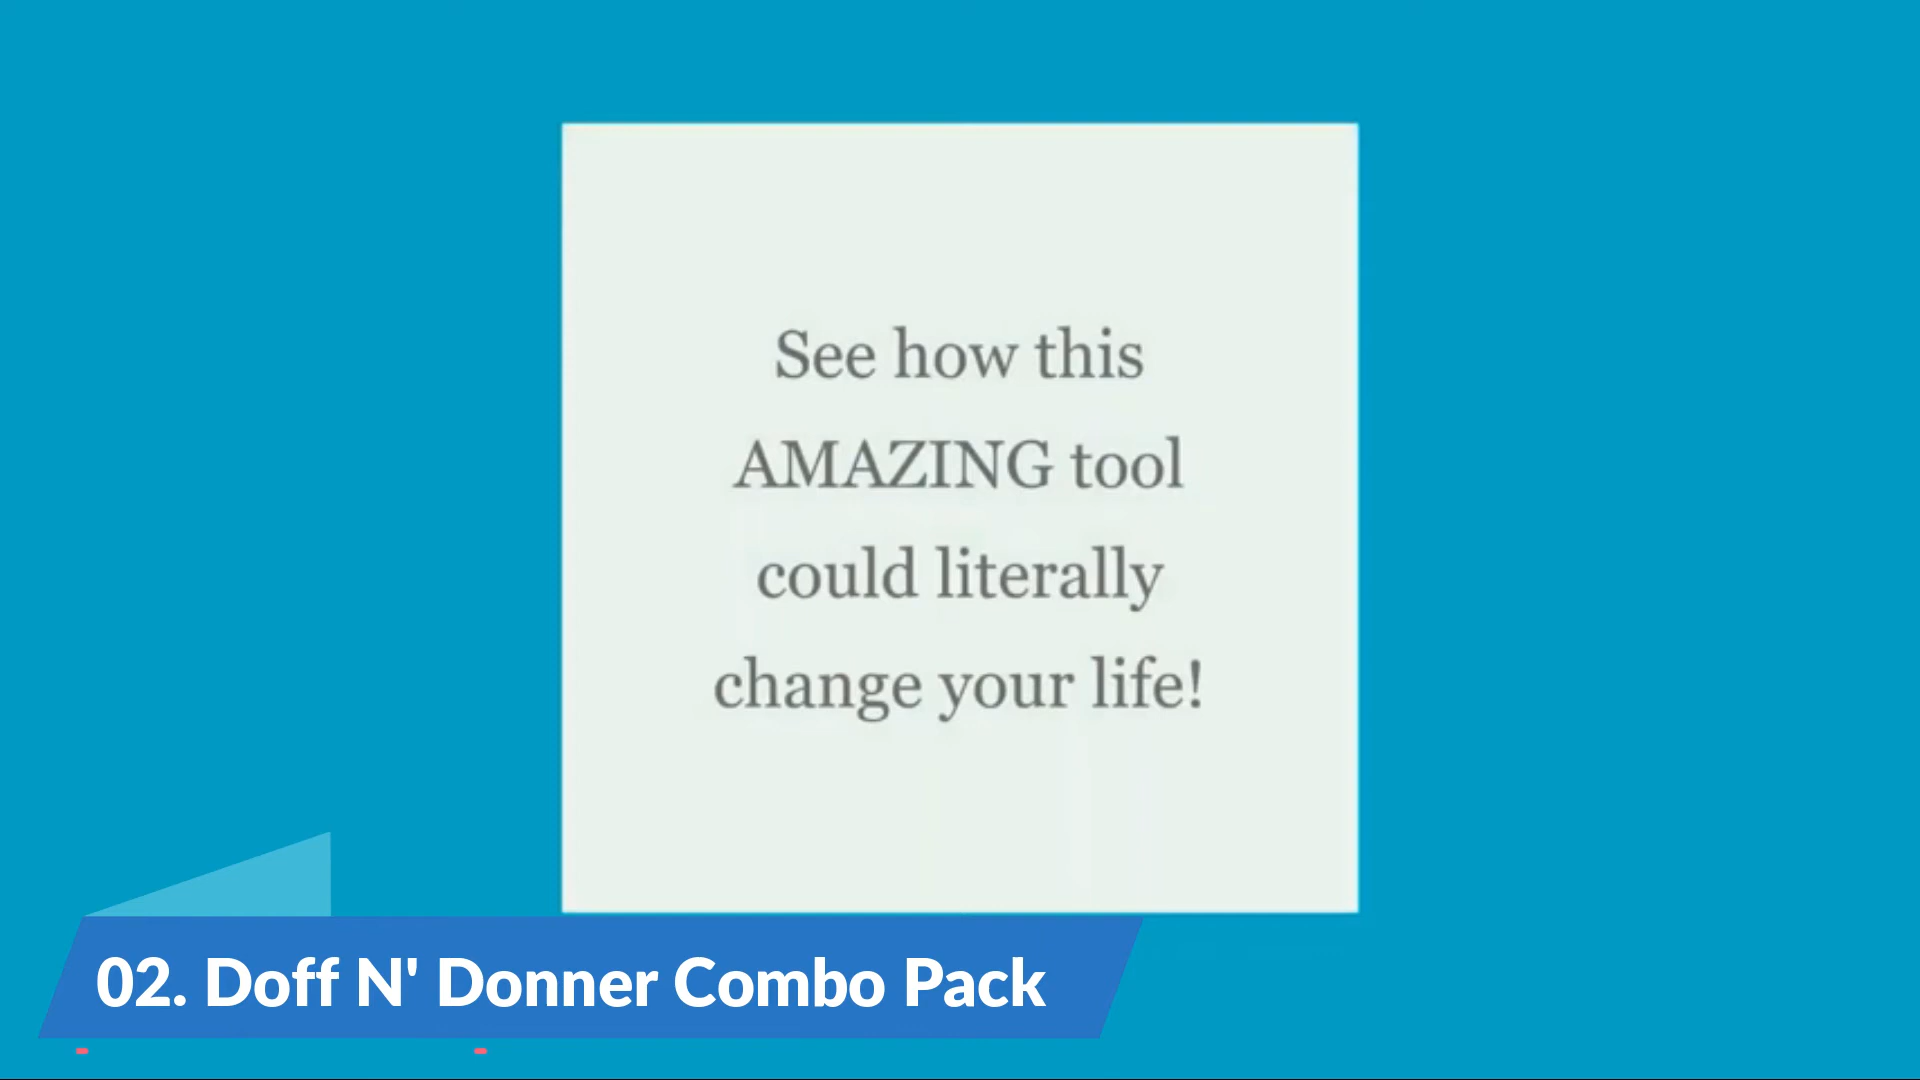 See how this
AMAZING tool
could literally
change your life!
02. Doff N' Donner Combo Pack